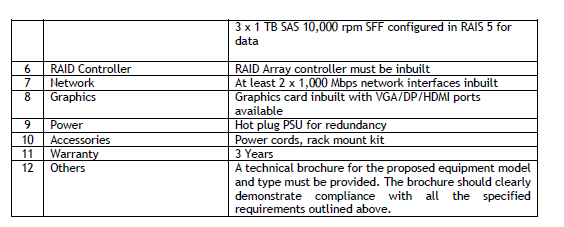 3 x 1 TB SAS 10,000 rpm SFF configured in RAIS 5 for
data
6 RAID Controller RAID Array controller must be inbuilt
7 Network At least 2 x 1,000 Mbps network interfaces inbuilt
8 Graphics Graphics card inbuilt with VGA/DP/HDMI ports
available
9 Power Hot plug PSU for redundancy
10 Accessories Power cords, rack mount kit
11 Warranty 3 Years
12 Others A technical brochure for the proposed equipment model
and type must be provided. The brochure should clearly
demonstrate compliance with all the specified
requirements outlined above.